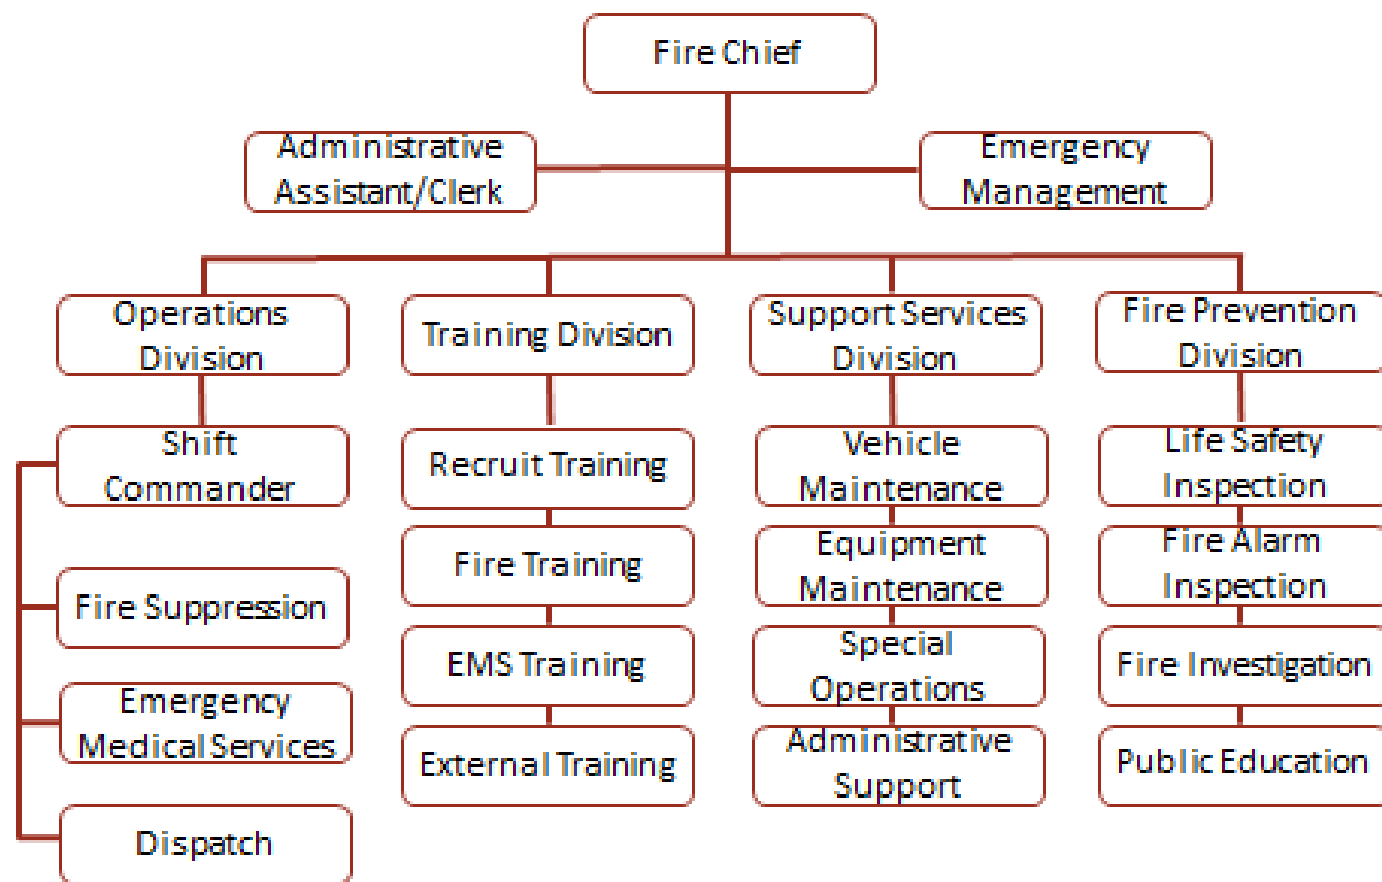 Fire Chief
Administrative
Assistant/Clerk
Emergency
Management
Operations
Division
Training Division
Support Services
Division
Fire Prevention
Division
Shift
Commander
Fire Suppression
Emergency
Medical Services
Dispatch
Recruit Training
Fire Training
EMS Training
External Training
Vehicle
Maintenance
Equipment
Maintenance
Special
Operations
Administrative
Support
Life Safety
Inspection
Fire Alarm
Inspection
Fire Investigation
Public Education